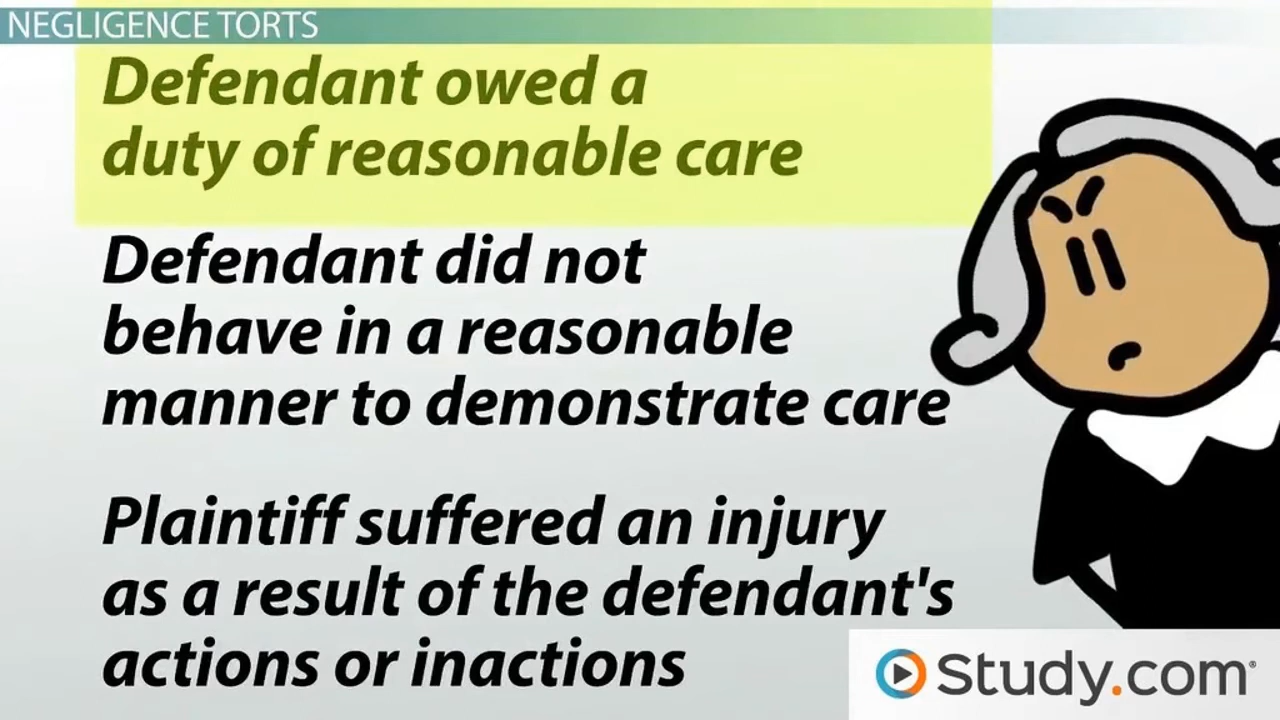 NEGLIGENCE TORTS
Defendant owed a
duty of reasonable care
Defendant did not
behave in a reasonable
manner to demonstrate care
Plaintiff suffered an injury
as a result of the defendant's
actions or inactions
Study.com®